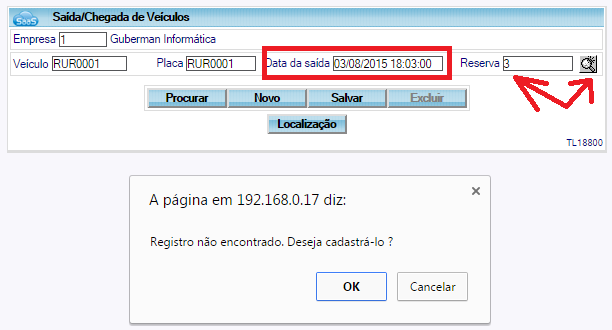 SaaS Saída/Chegada de Veículos
Empresa 1 Guberman Informática
Veículo RUR0001 Placa RUR0001 Data da saída 03/08/2015 18:03:00 Reserva 3
Procurar Novo Salvar Excluir
Localização
TL18800
A página em 192.168.0.17 diz:
Registro não encontrado. Deseja cadastrá-lo ?
OK Cancelar